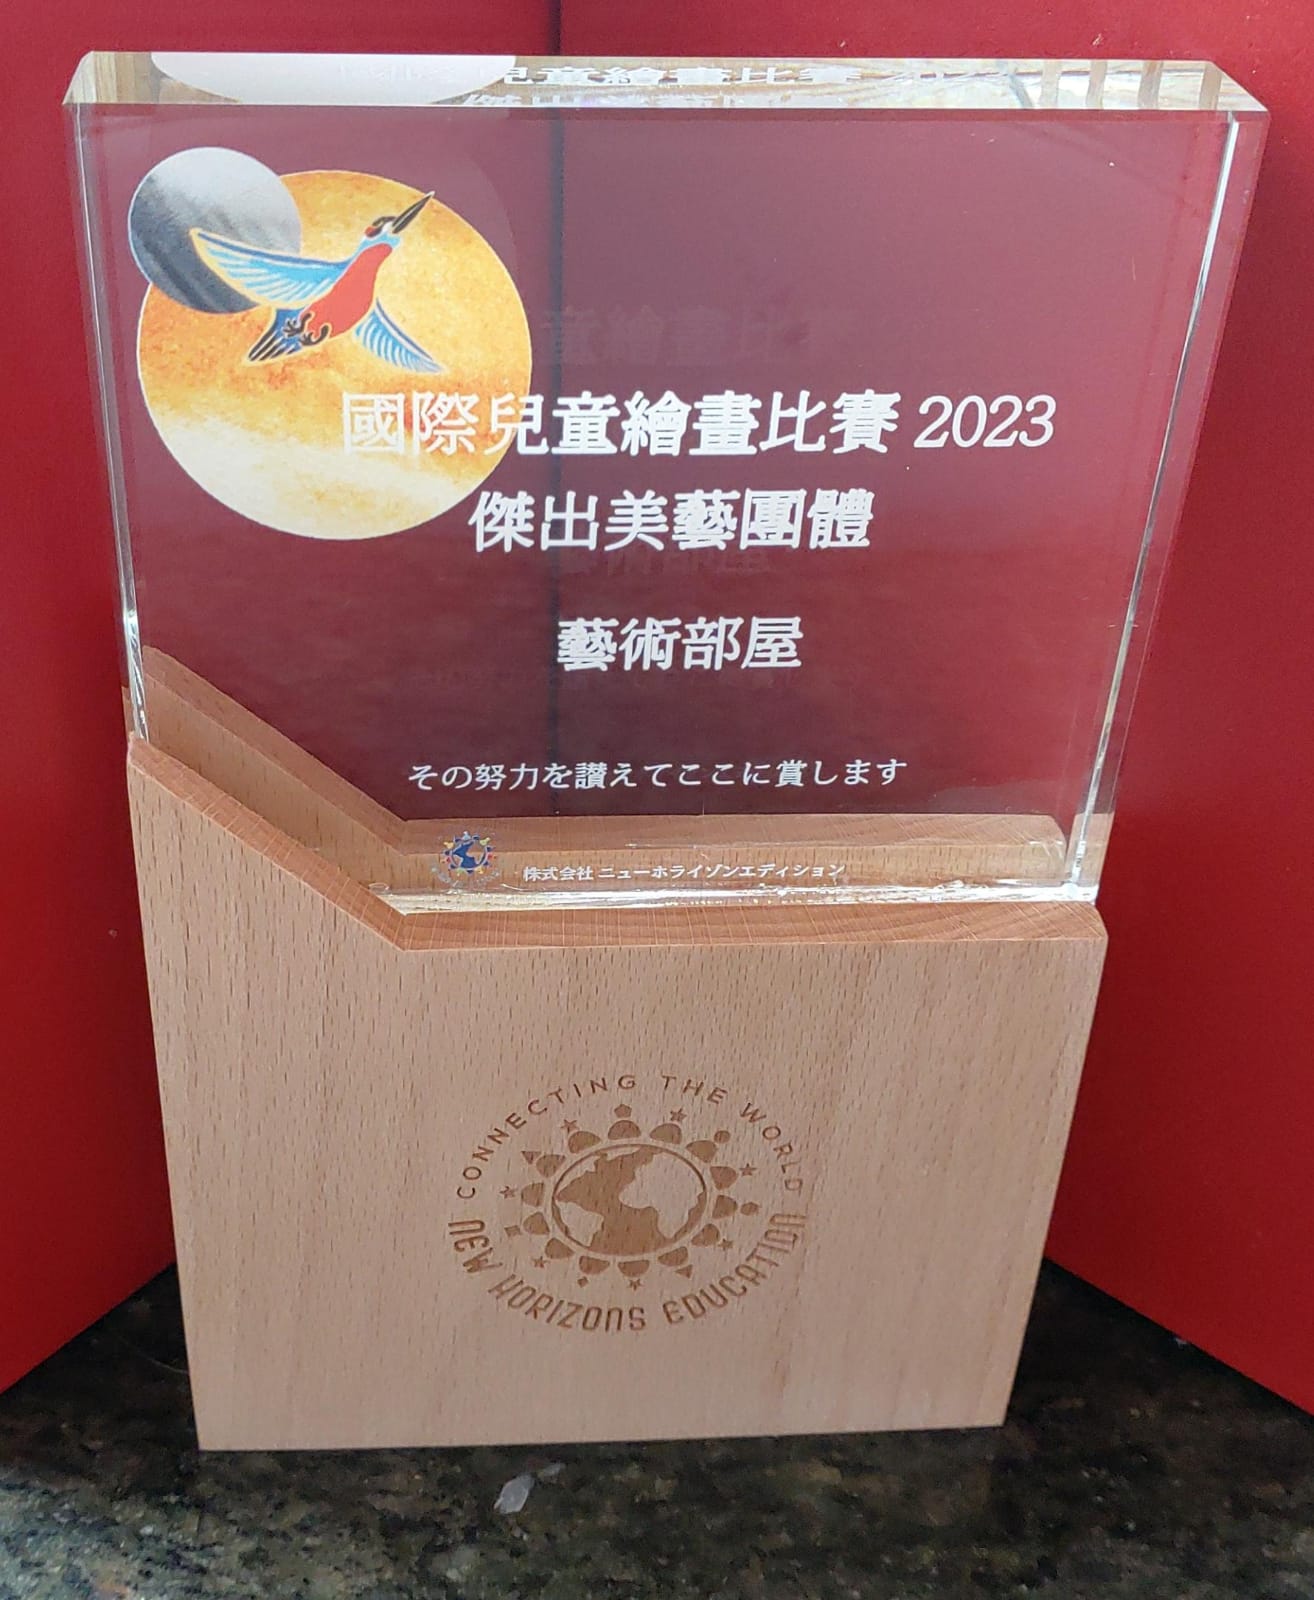 國際兒童繪畫比賽 2023
傑出美藝團體
藝術部屋
その努力を讃えてここに賞します
株式会社 ニューホライゾンエディション
CONNECTING THE WORLD
NEW HORIZONS EDUCATION